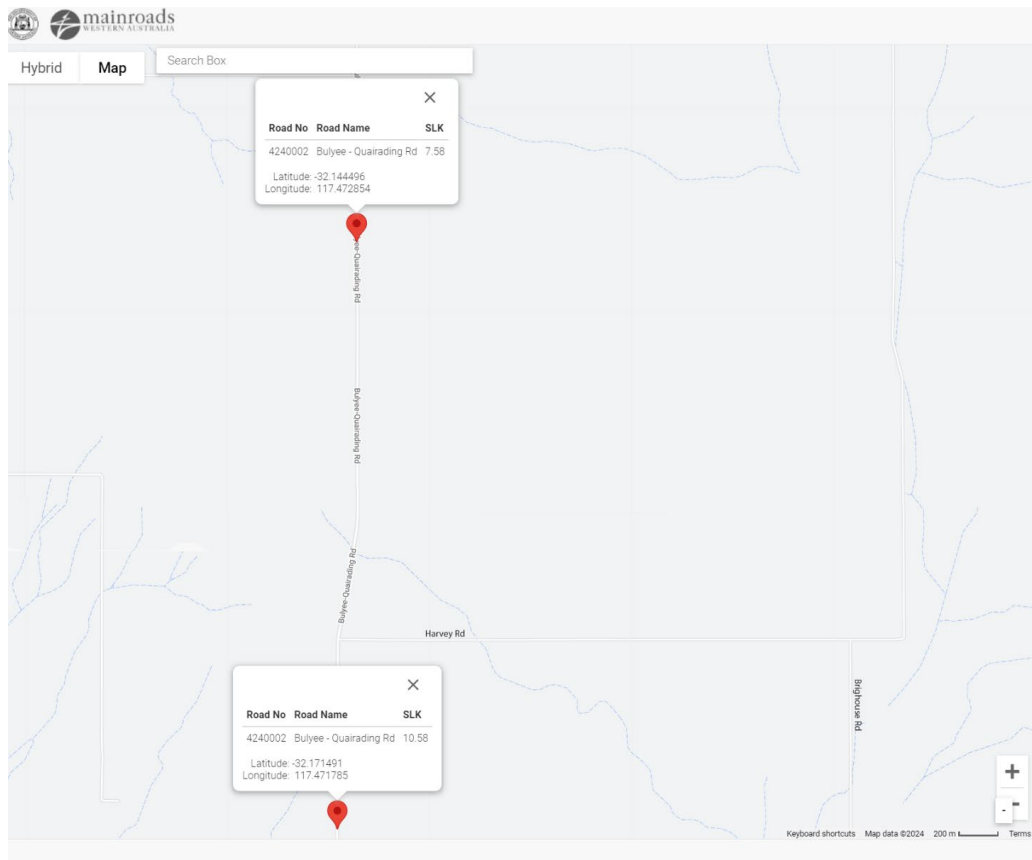 mainroads
WESTERN AUSTRALIA
Hybrid
Map
Search Box
Road No Road Name SLK
4240002 Bulyee - Quairading Rd 7.58
Latitude: -32.144496
Longitude: 117.472854
ee-Quairading Rd
Bulyee-Quairading Rd
Bulyee-Quairading Rd
Harvey Rd
Road No Road Name SLK
4240002 Bulyee - Quairading Rd 10.58
Latitude: -32.171491
Longitude: 117.471785
Brighouse Rd
+
-
Keyboard shortcuts Map data ©2024 200 m Terms